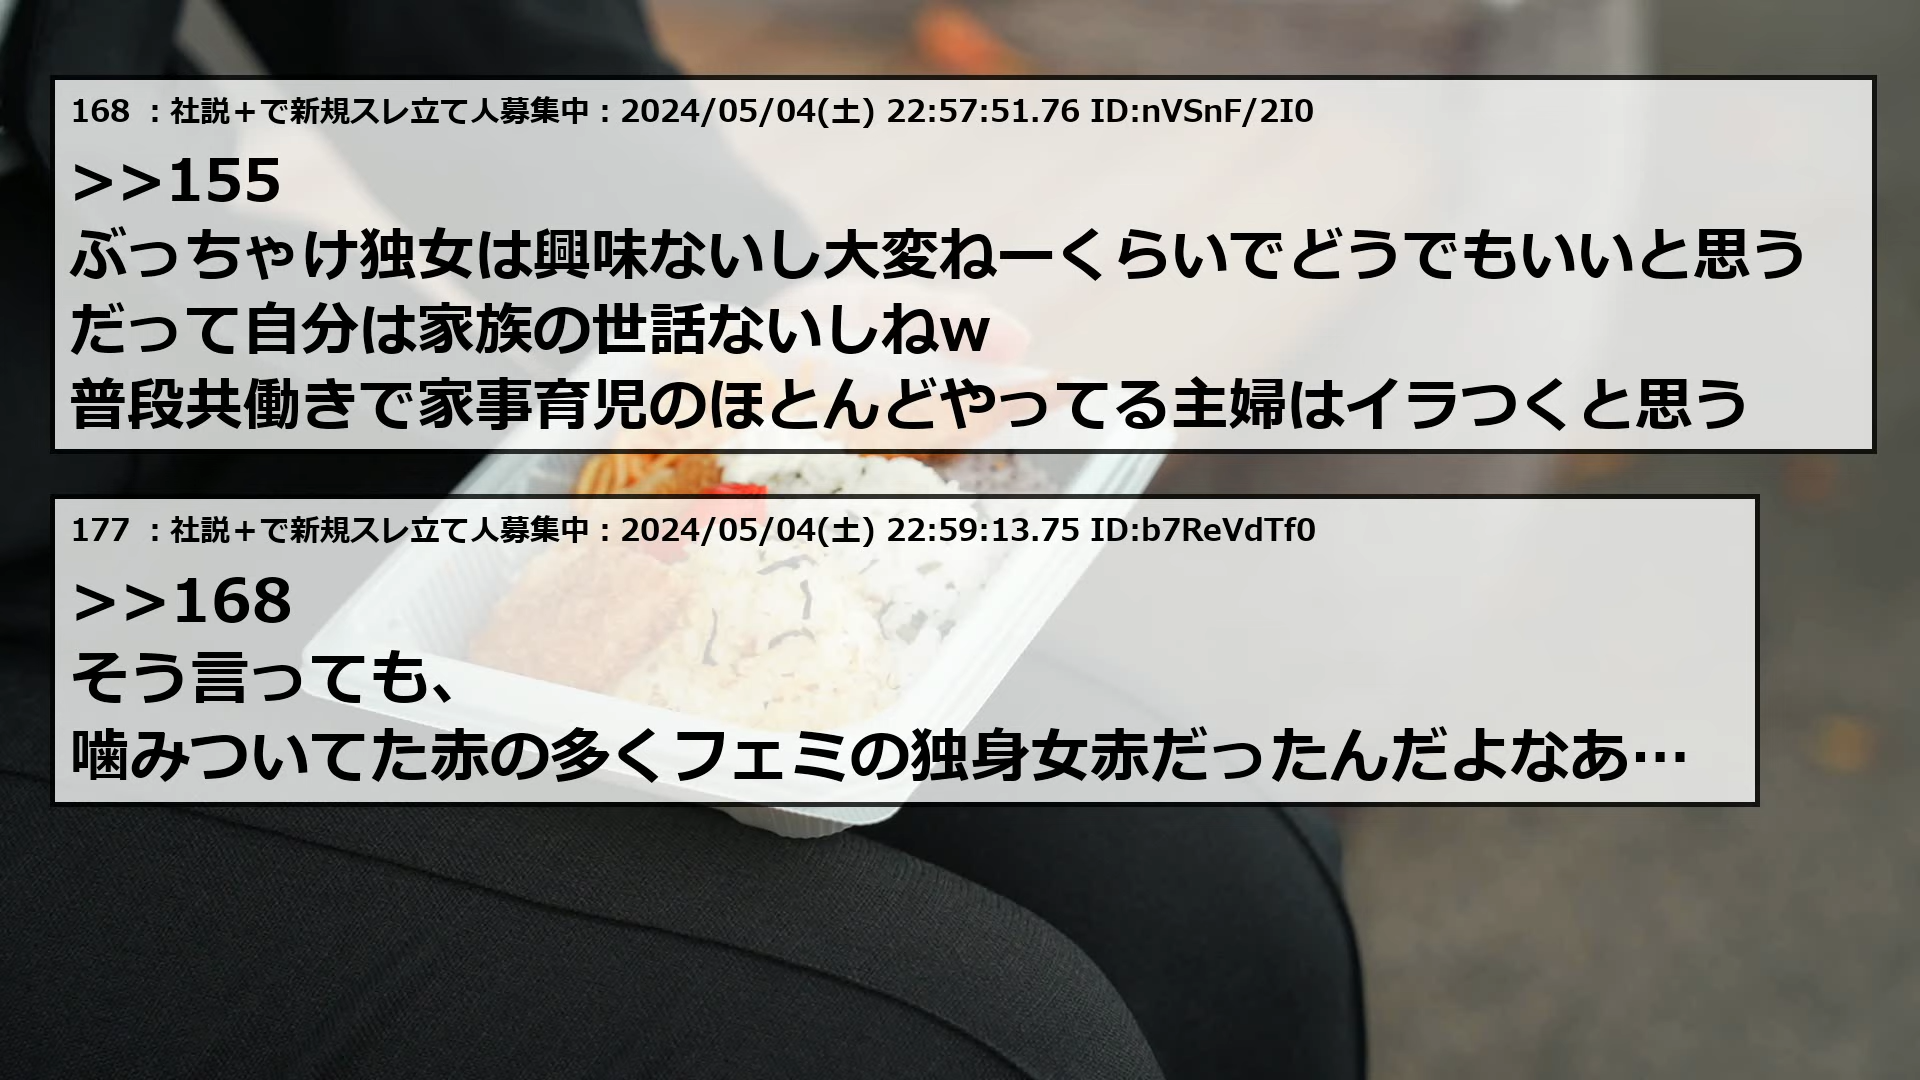 168 ：社説＋で新規スレ立て人募集中：2024/05/04(土) 22:57:51.76 ID:nVSnF/2I0
>>155
ぶっちゃけ独女は興味ないし大変ねーくらいでどうでもいいと思う
だって自分は家族の世話ないしねw
普段共働きで家事育児のほとんどやってる主婦はイラつくと思う
177 ：社説＋で新規スレ立て人募集中：2024/05/04(土) 22:59:13.75 ID:b7ReVdTf0
>>168
そう言っても、
噛みついてた赤の多くフェミの独身女赤だったんだよなあ…